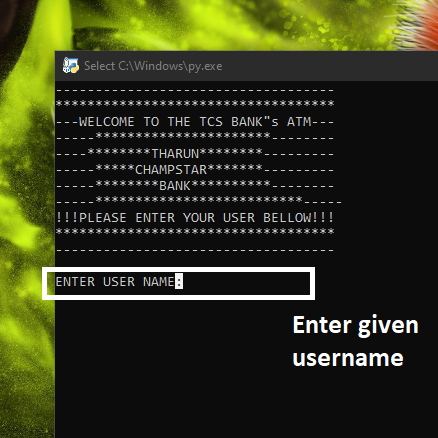 Select C:\Windows\py.exe
-----------------------------------
***********************************
---WELCOME TO THE TCS BANK"s ATM---
-----**********************--------
----********THARUN********---------
-----*****CHAMPSTAR*******---------
-----********BANK**********--------
-----**************************-----
!!!PLEASE ENTER YOUR USER BELLOW!!!
***********************************
-----------------------------------
ENTER USER NAME:
Enter given
username